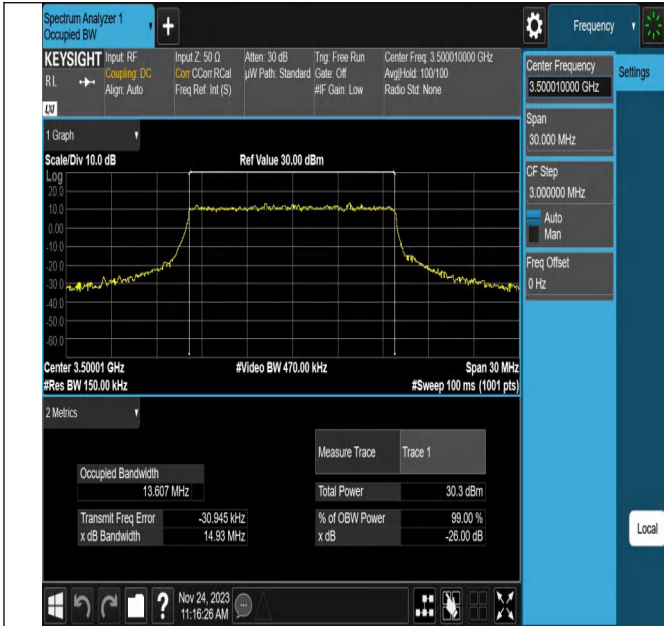 Spectrum Analyzer 1
Occupied BW
Frequency
KEYSIGHT
RL
LXI
Input: RF
Coupling: DC
Align: Auto
Input Z: 50 Ω
Corr CCorr RCal
Freq Ref: Int (S)
Atten: 30 dB
µW Path: Standard
Trig: Free Run
Gate: Off
#IF Gain: Low
Center Freq: 3.500010000 GHz
Avg|Hold: 100/100
Radio Std: None
Center Frequency
3.500010000 GHz
Settings
Span
30.000 MHz
CF Step
3.000000 MHz
Auto
Man
Freq Offset
0 Hz
Local
1 Graph
Scale/Div 10.0 dB
Ref Value 30.00 dBm
Log
20.0
10.0
0.00
-10.0
-20.0
-30.0
-40.0
-50.0
-60.0
Center 3.50001 GHz
#Video BW 470.00 kHz
Span 30 MHz
#Res BW 150.00 kHz
#Sweep 100 ms (1001 pts)
2 Metrics
Measure Trace
Trace 1
Occupied Bandwidth
13.607 MHz
Total Power
30.3 dBm
Transmit Freq Error
-30.945 kHz
% of OBW Power
99.00 %
x dB Bandwidth
14.93 MHz
x dB
-26.00 dB
?
Nov 24, 2023
11:16:26 AM